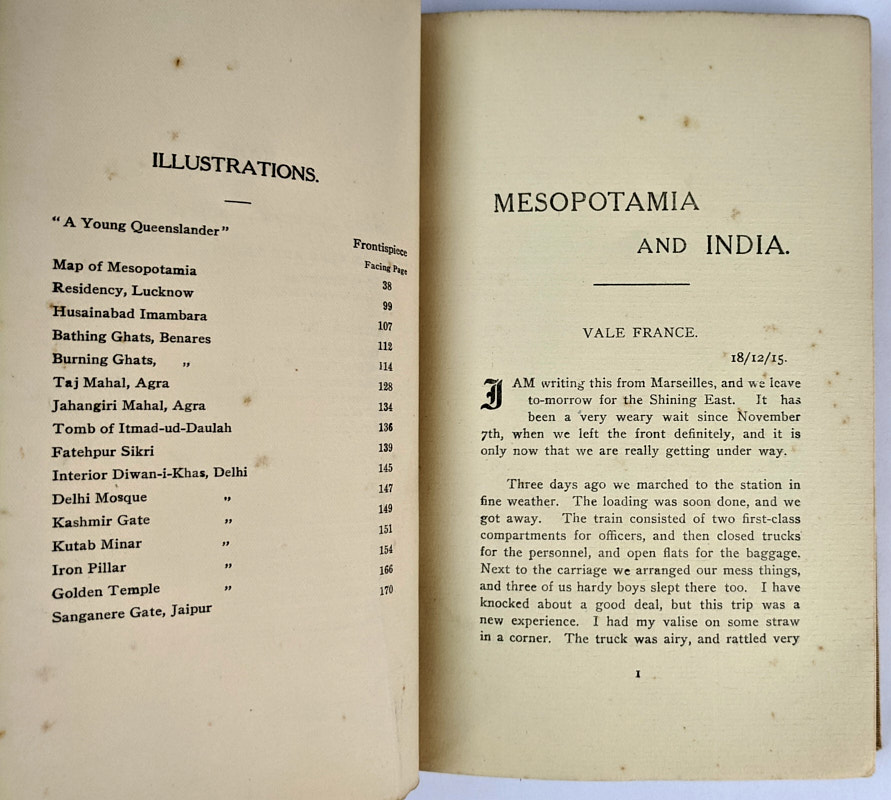 ILLUSTRATIONS.
“A Young Queenslander” Frontispiece
Facing Page
Map of Mesopotamia 38
Residency, Lucknow 99
Husainabad Imambara 107
Bathing Ghats, Benares 112
Burning Ghats, „ 114
Taj Mahal, Agra 128
Jahangiri Mahal, Agra 134
Tomb of Itmad-ud-Daulah 136
Fatehpur Sikri 139
Interior Diwan-i-Khas, Delhi 145
Delhi Mosque „ 147
Kashmir Gate „ 149
Kutab Minar „ 151
Iron Pillar „ 154
Golden Temple „ 166
Sanganere Gate, Jaipur 170
MESOPOTAMIA
AND INDIA.
VALE FRANCE.
18/12/15.
I AM writing this from Marseilles, and we leave
to-morrow for the Shining East. It has
been a very weary wait since November
7th, when we left the front definitely, and it is
only now that we are really getting under way.
Three days ago we marched to the station in
fine weather. The loading was soon done, and we
got away. The train consisted of two first-class
compartments for officers, and then closed trucks
for the personnel, and open flats for the baggage.
Next to the carriage we arranged our mess things,
and three of us hardy boys slept there too. I have
knocked about a good deal, but this trip was a
new experience. I had my valise on some straw
in a corner. The truck was airy, and rattled very
1